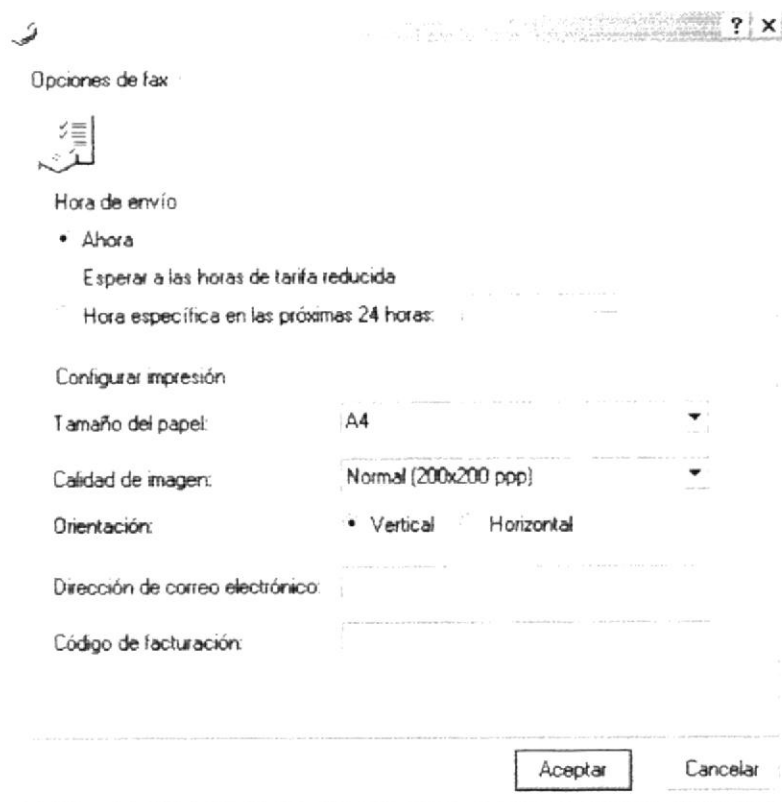 ? X
Opciones de fax
Hora de envío
Ahora
Esperar a las horas de tarifa reducida
Hora específica en las próximas 24 horas:
Configurar impresión
Tamaño del papel: A4
Calidad de imagen: Normal (200x200 ppp)
Orientación: Vertical Horizontal
Dirección de correo electrónico:
Código de facturación:
Aceptar Cancelar